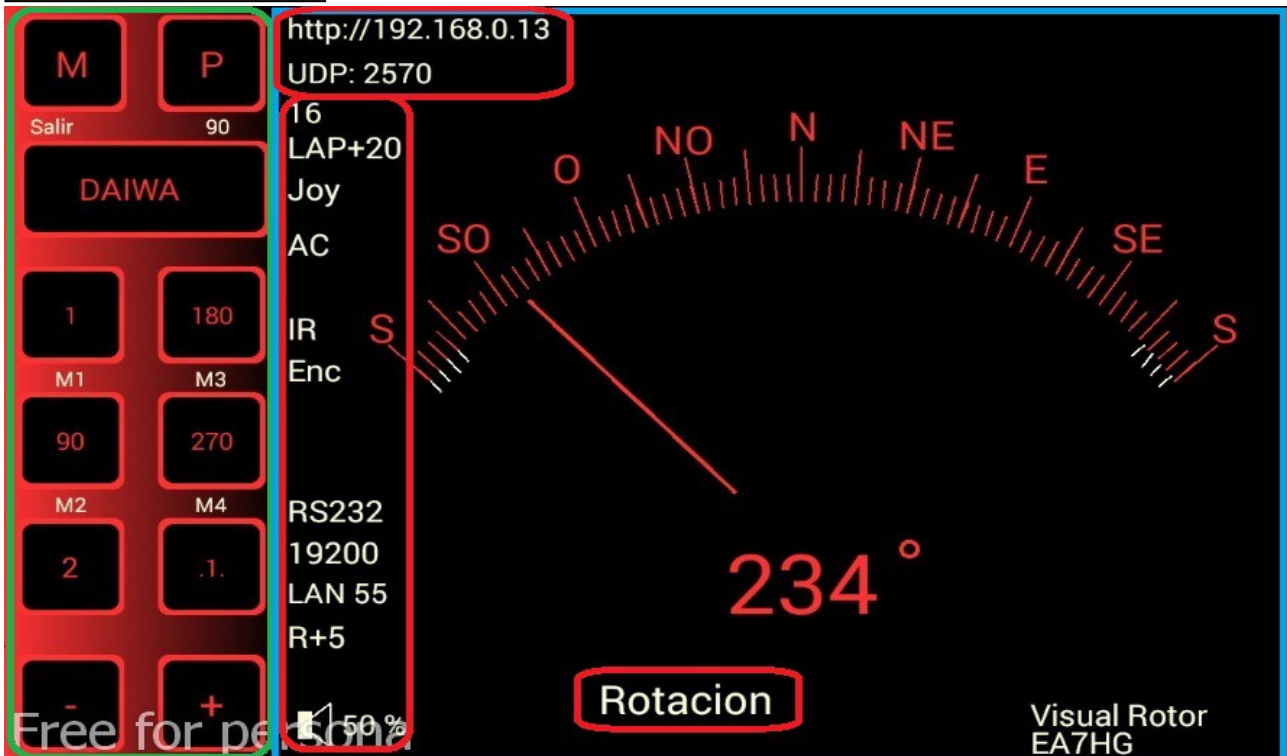 M P
Salir 90
DAIWA
1 180
M1 M3
90 270
M2 M4
2 .1.
- +
Free for persona
http://192.168.0.13
UDP: 2570
16
LAP+20
Joy
AC
IR
Enc
RS232
19200
LAN 55
R+5
50 %
S SO O NO N NE E SE S
234 °
Rotacion
Visual Rotor
EA7HG